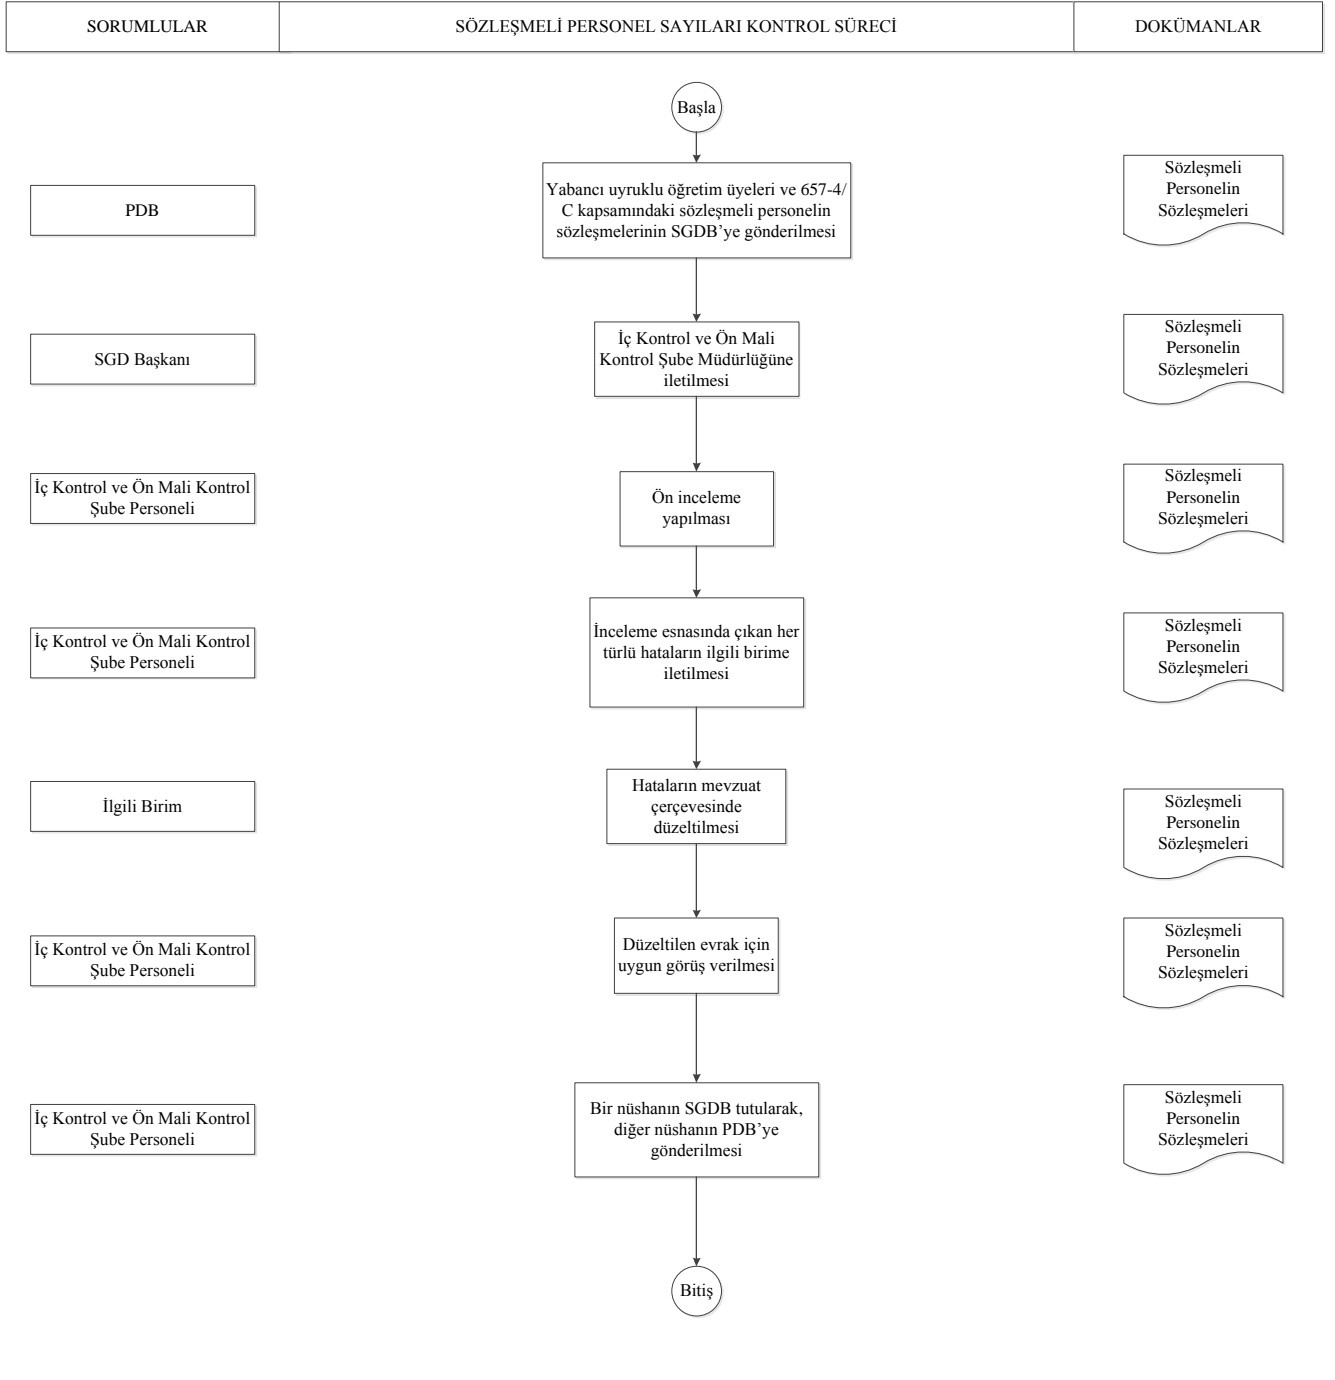 SORUMLULAR
SÖZLEŞMELİ PERSONEL SAYILARI KONTROL SÜRECİ
DOKÜMANLAR
Başla
PDB
Yabancı uyruklu öğretim üyeleri ve 657-4/
C kapsamındaki sözleşmeli personelin
sözleşmelerinin SGDB’ye gönderilmesi
Sözleşmeli
Personelin
Sözleşmeleri
SGD Başkanı
İç Kontrol ve Ön Mali
Kontrol Şube Müdürlüğüne
iletilmesi
Sözleşmeli
Personelin
Sözleşmeleri
İç Kontrol ve Ön Mali Kontrol
Şube Personeli
Ön inceleme
yapılması
Sözleşmeli
Personelin
Sözleşmeleri
İç Kontrol ve Ön Mali Kontrol
Şube Personeli
İnceleme esnasında çıkan her
türlü hataların ilgili birime
iletilmesi
Sözleşmeli
Personelin
Sözleşmeleri
İlgili Birim
Hataların mevzuat
çerçevesinde
düzeltilmesi
Sözleşmeli
Personelin
Sözleşmeleri
İç Kontrol ve Ön Mali Kontrol
Şube Personeli
Düzeltilen evrak için
uygun görüş verilmesi
Sözleşmeli
Personelin
Sözleşmeleri
İç Kontrol ve Ön Mali Kontrol
Şube Personeli
Bir nüshanın SGDB tutularak,
diğer nüshanın PDB’ye
gönderilmesi
Sözleşmeli
Personelin
Sözleşmeleri
Bitiş